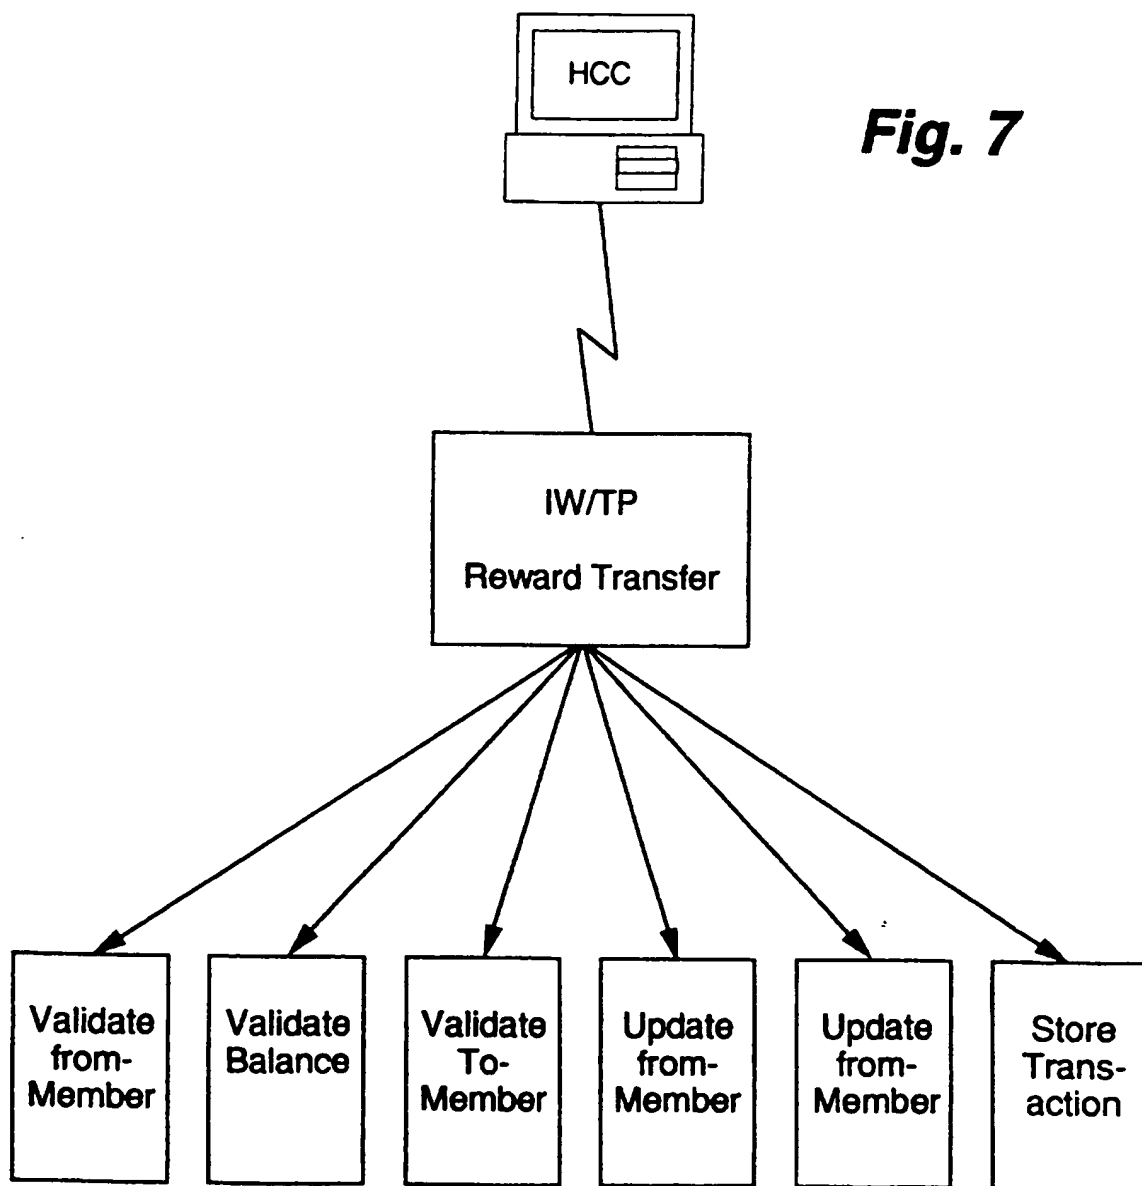 HCC
Fig. 7
IW/TP
Reward Transfer
Validate
from-
Member
Validate
Balance
Validate
To-
Member
Update
from-
Member
Update
from-
Member
Store
Trans-
action